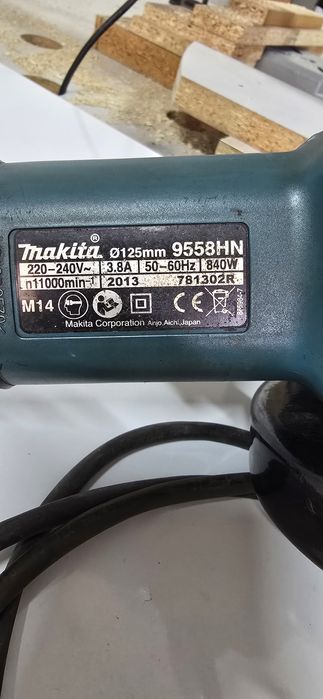 makita® Ø125mm 9558HN
220-240V~ 3.8A 50-60Hz 840W
n11000min⁻¹ 2013 781302R
M14 CE
Makita Corporation Anjo, Aichi, Japan